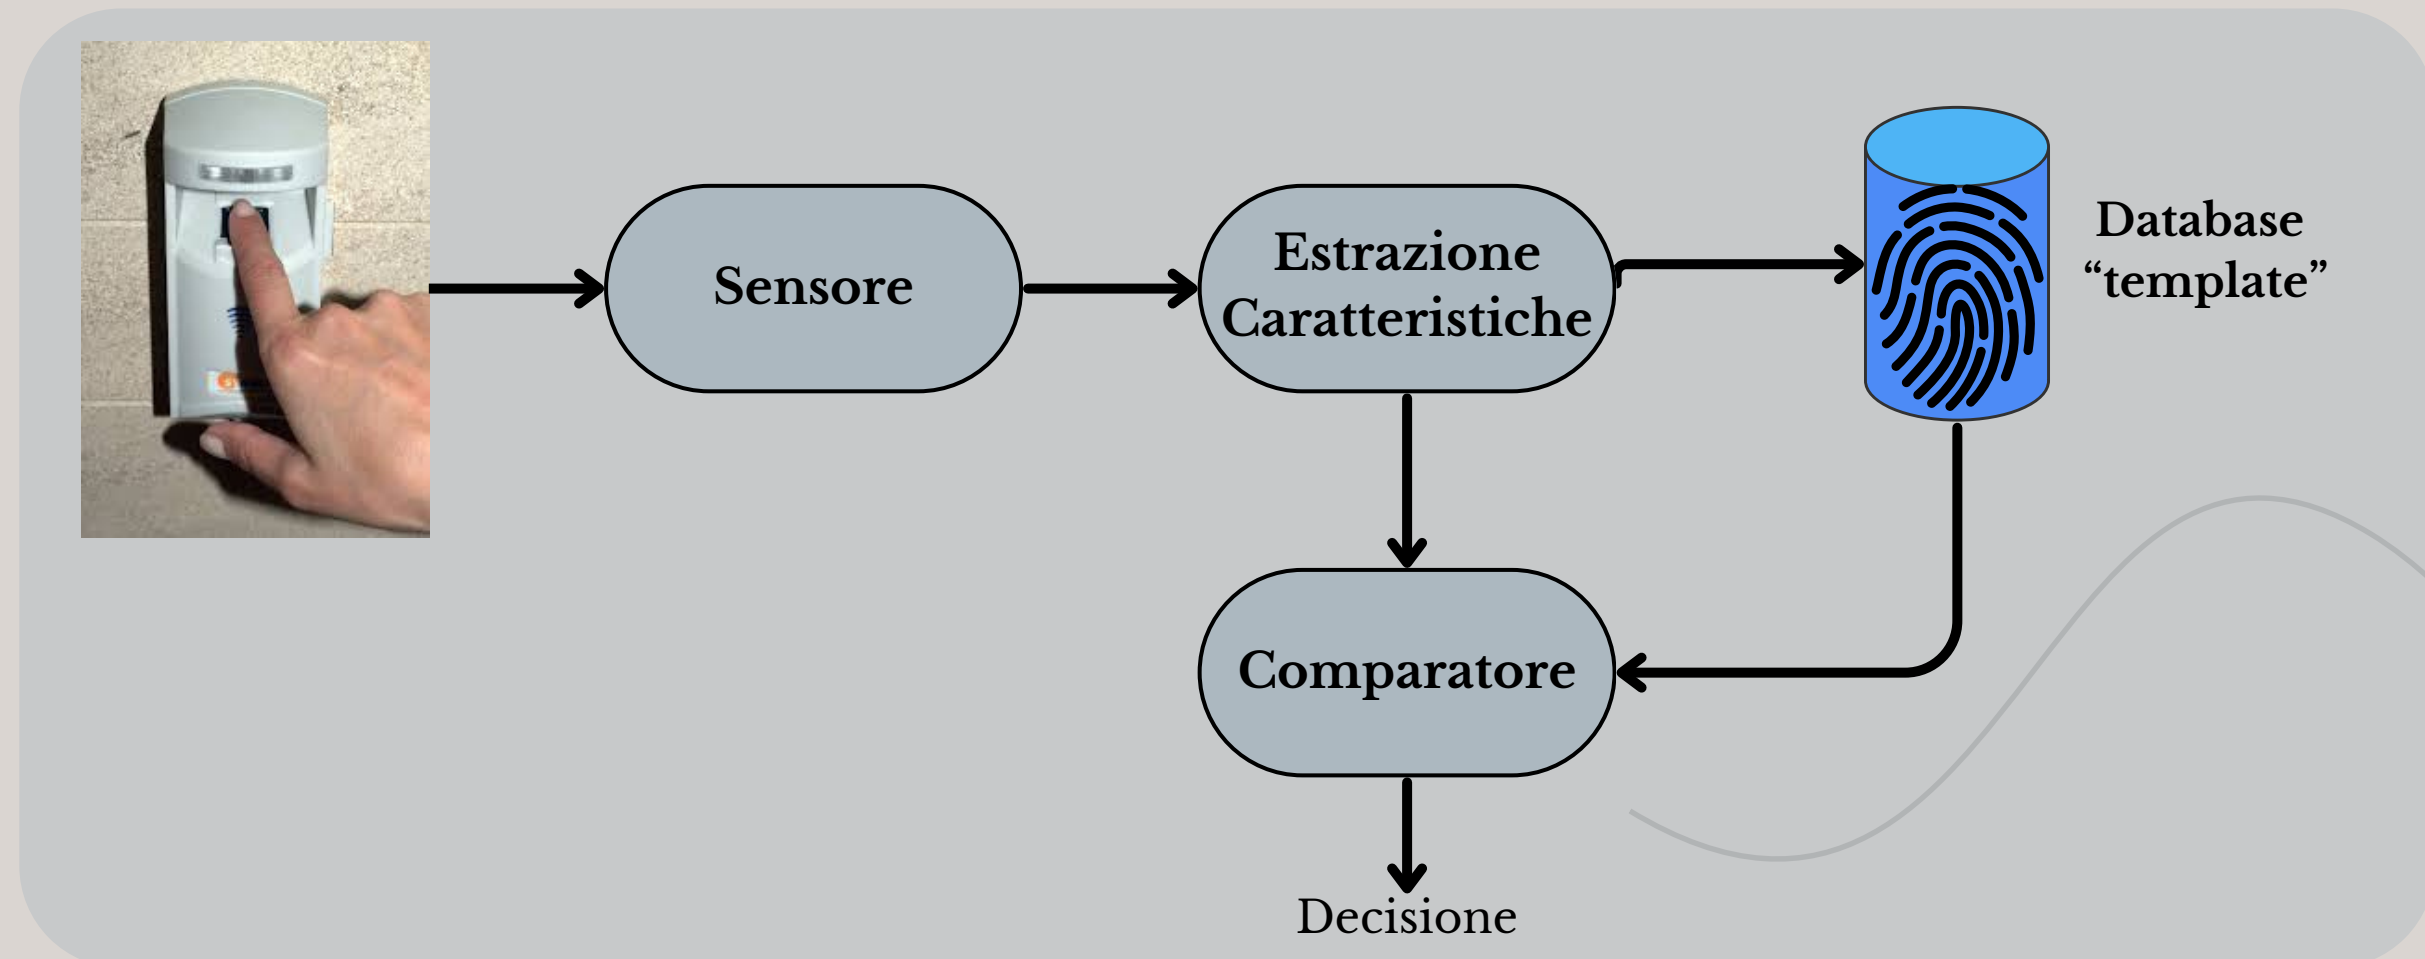 Sensore
Estrazione
Caratteristiche
Database
“template”
Comparatore
Decisione